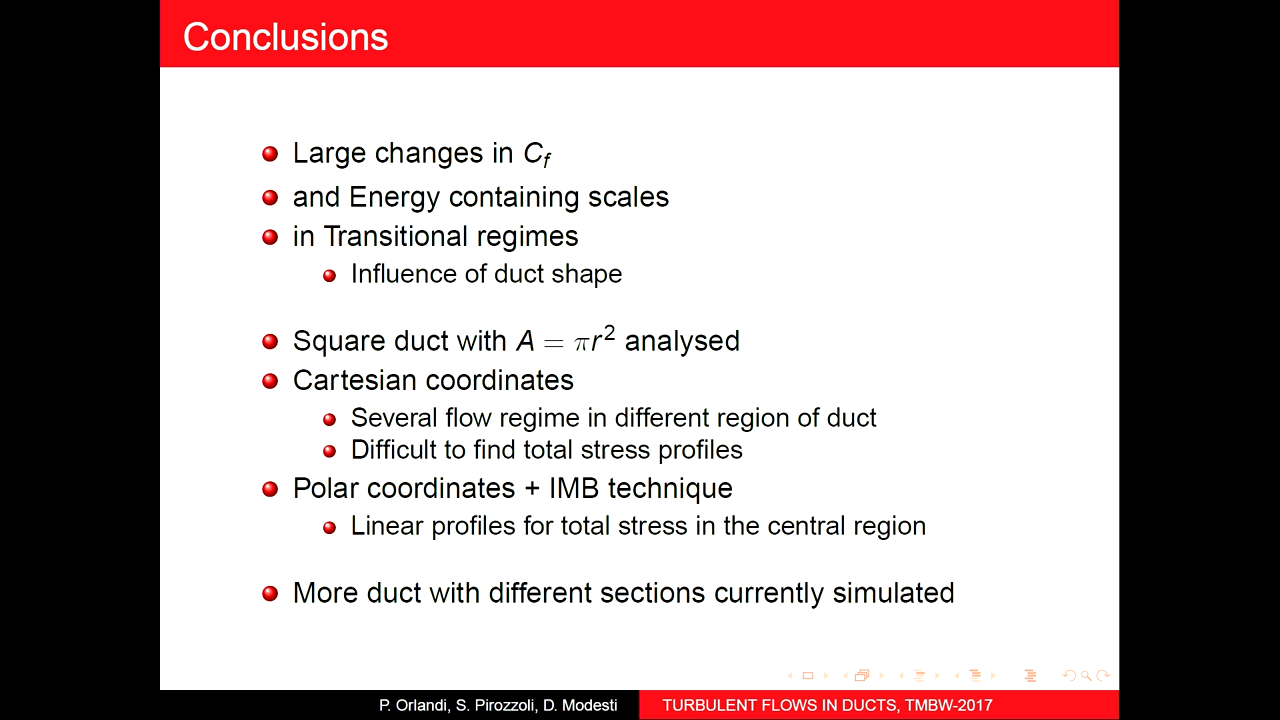 Conclusions
Large changes in Cf
and Energy containing scales
in Transitional regimes
Influence of duct shape
Square duct with A = πr² analysed
Cartesian coordinates
Several flow regime in different region of duct
Difficult to find total stress profiles
Polar coordinates + IMB technique
Linear profiles for total stress in the central region
More duct with different sections currently simulated
P. Orlandi, S. Pirozzoli, D. Modesti
TURBULENT FLOWS IN DUCTS, TMBW-2017